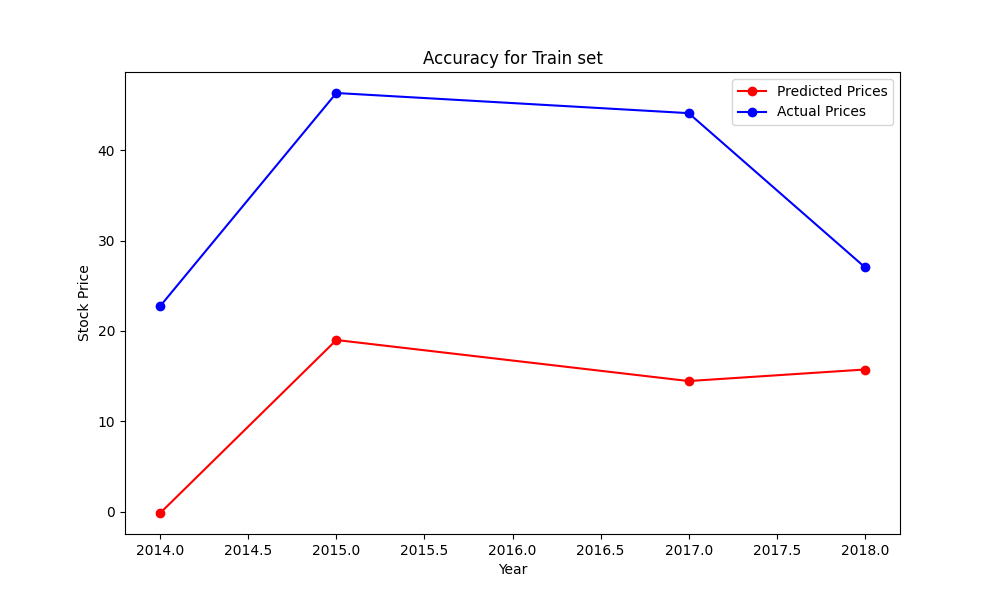 Accuracy for Train set
Predicted Prices
Actual Prices
40
30
20
10
0
Stock Price
2014.0 2014.5 2015.0 2015.5 2016.0 2016.5 2017.0 2017.5 2018.0
Year